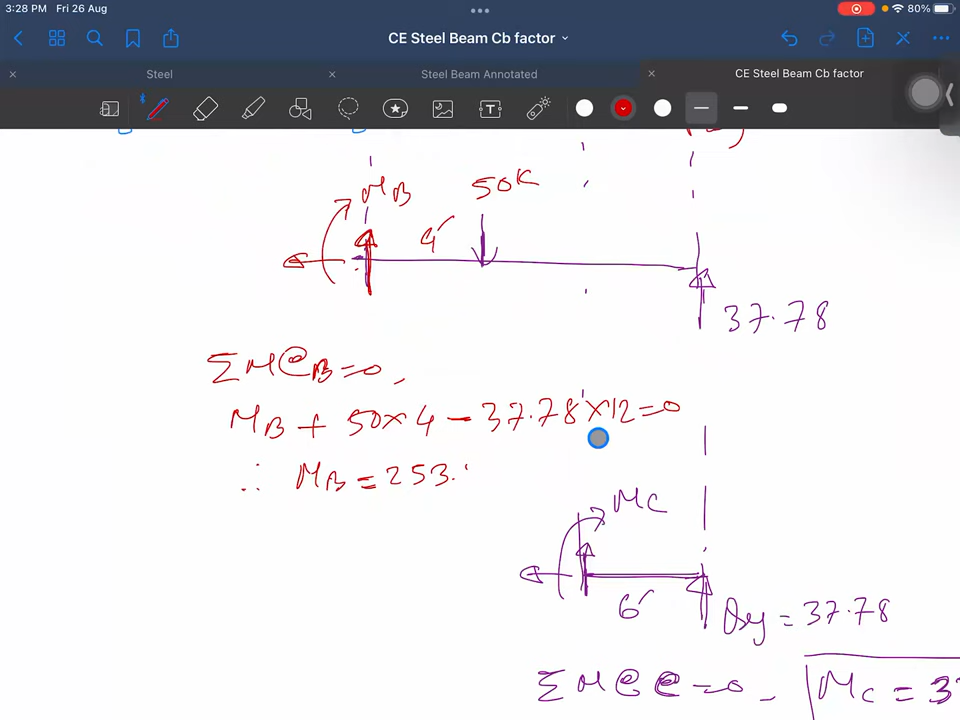 3:28 PM Fri 26 Aug
80%
CE Steel Beam Cb factor
Steel
Steel Beam Annotated
CE Steel Beam Cb factor
T
MB
50K
4'
37.78
ΣM@B=0,
MB + 50×4 − 37.78×12=0
∴ MB = 253.
MC
6'
= 37.78
ΣM@C=0, MC = 3